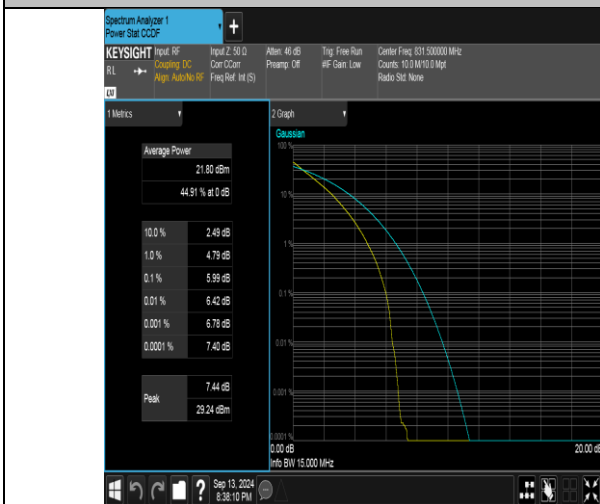 Spectrum Analyzer 1
Power Stat CCDF
+
KEYSIGHT
RL
Input: RF
Coupling: DC
Align: Auto/No RF
Input Z: 50 Ω
Corr CCorr
Freq Ref: Int (S)
Atten: 46 dB
Preamp: Off
Trig: Free Run
#IF Gain: Low
Center Freq: 831.500000 MHz
Counts: 10.0 M/10.0 Mpt
Radio Std: None
1 Metrics
Average Power
21.80 dBm
44.91 % at 0 dB
10.0 % 2.49 dB
1.0 % 4.79 dB
0.1 % 5.99 dB
0.01 % 6.42 dB
0.001 % 6.78 dB
0.0001 % 7.40 dB
Peak
7.44 dB
29.24 dBm
2 Graph
Gaussian
100 %
10 %
1 %
0.1 %
0.01 %
0.001 %
0.0001 %
0.00 dB
20.00 dB
Info BW 15.000 MHz
?
Sep 13, 2024
8:38:10 PM